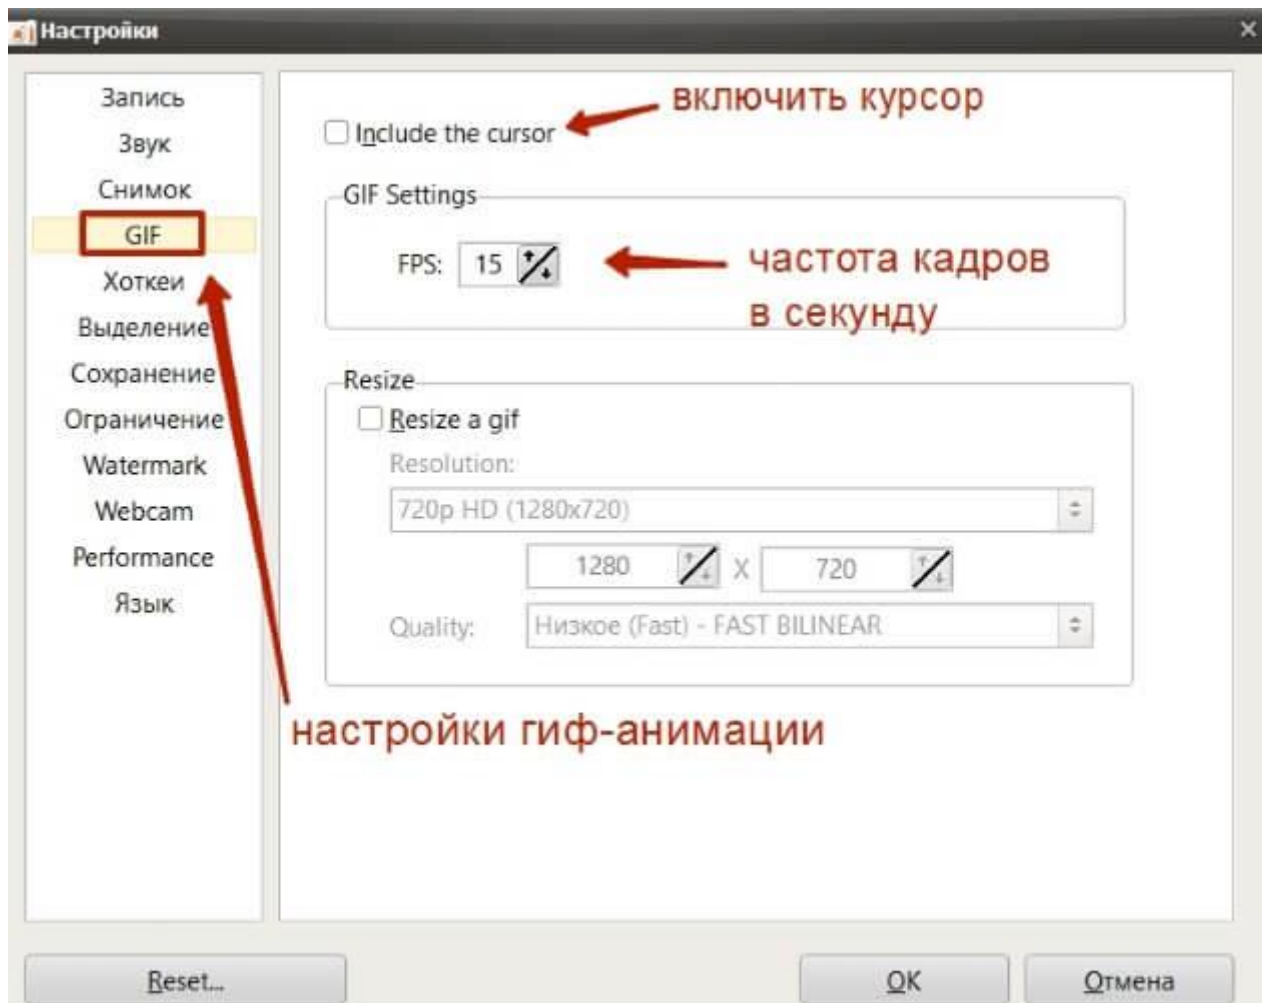 Настройки
Запись
Звук
Снимок
GIF
Хоткеи
Выделение
Сохранение
Ограничение
Watermark
Webcam
Performance
Язык
включить курсор
Include the cursor
GIF Settings
FPS: 15
частота кадров
в секунду
Resize
Resize a gif
Resolution:
720p HD (1280x720)
1280 X 720
Quality: Низкое (Fast) - FAST BILINEAR
настройки гиф-анимации
Reset... OK Отмена